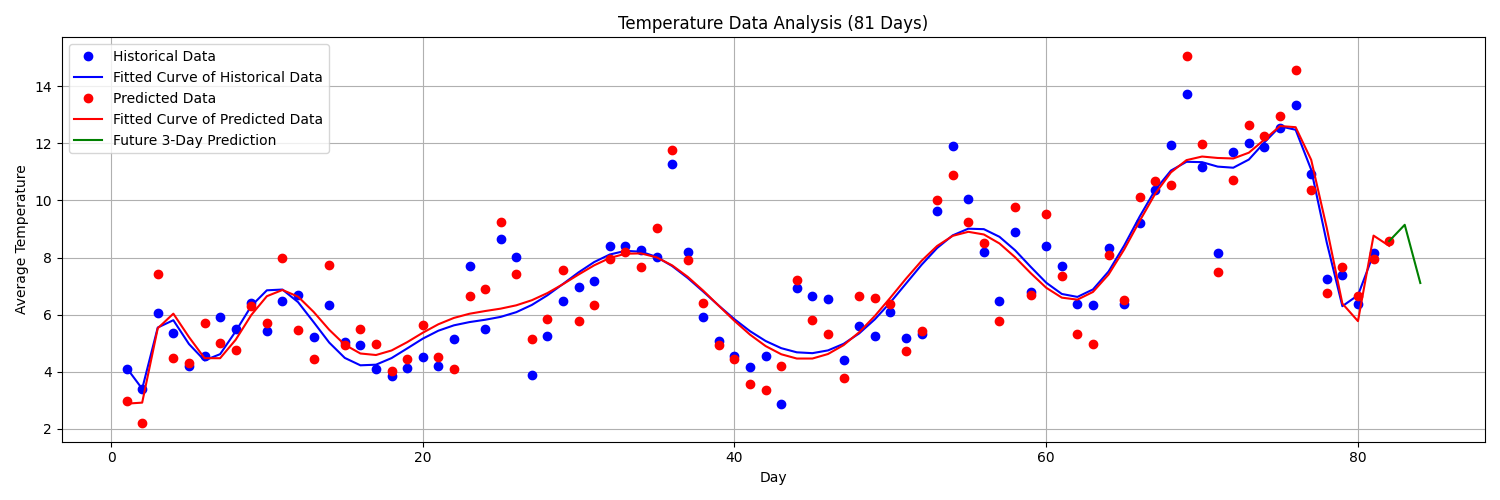 Temperature Data Analysis (81 Days)
Historical Data
Fitted Curve of Historical Data
Predicted Data
Fitted Curve of Predicted Data
Future 3-Day Prediction
Average Temperature
14
12
10
8
6
4
2
0 20 40 60 80
Day